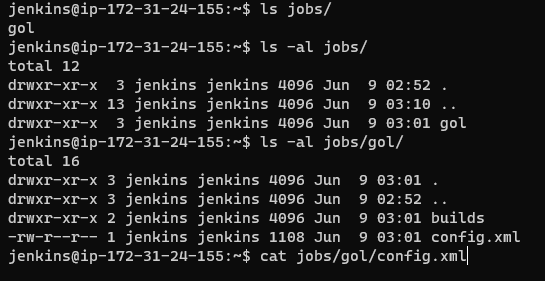 jenkins@ip-172-31-24-155:~$ ls jobs/
gol
jenkins@ip-172-31-24-155:~$ ls -al jobs/
total 12
drwxr-xr-x  3 jenkins jenkins 4096 Jun  9 02:52 .
drwxr-xr-x 13 jenkins jenkins 4096 Jun  9 03:10 ..
drwxr-xr-x  3 jenkins jenkins 4096 Jun  9 03:01 gol
jenkins@ip-172-31-24-155:~$ ls -al jobs/gol/
total 16
drwxr-xr-x 3 jenkins jenkins 4096 Jun  9 03:01 .
drwxr-xr-x 3 jenkins jenkins 4096 Jun  9 02:52 ..
drwxr-xr-x 2 jenkins jenkins 4096 Jun  9 03:01 builds
-rw-r--r-- 1 jenkins jenkins 1108 Jun  9 03:01 config.xml
jenkins@ip-172-31-24-155:~$ cat jobs/gol/config.xml